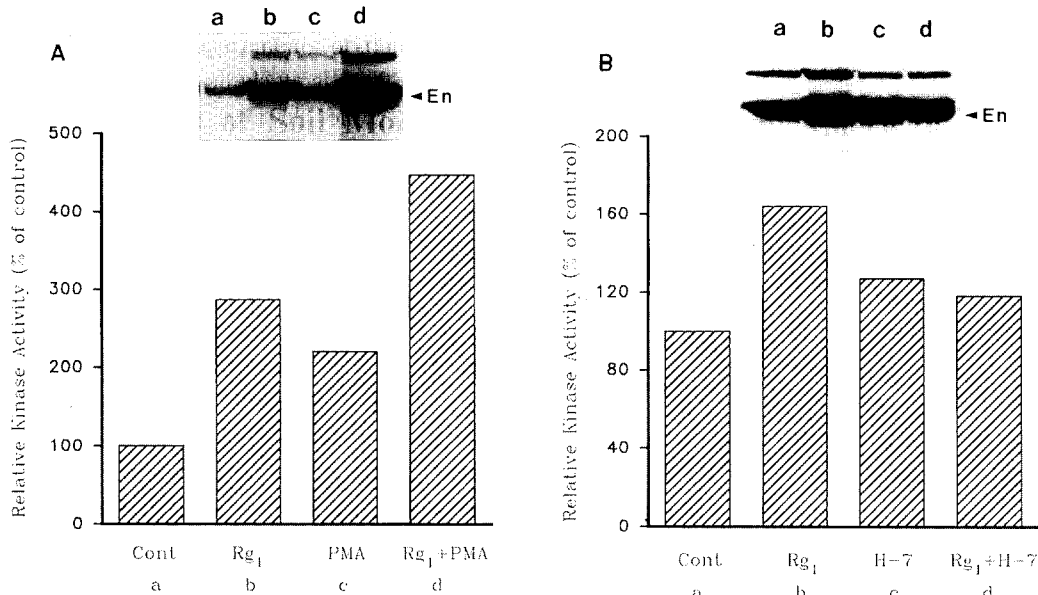 A
a b c d
En
500
400
300
200
100
0
Relative Kinase Activity (% of control)
Cont Rg1 PMA Rg1+PMA
a b c d
B
a b c d
En
200
160
120
80
40
0
Relative Kinase Activity (% of control)
Cont Rg1 H-7 Rg1+H-7
a b c d